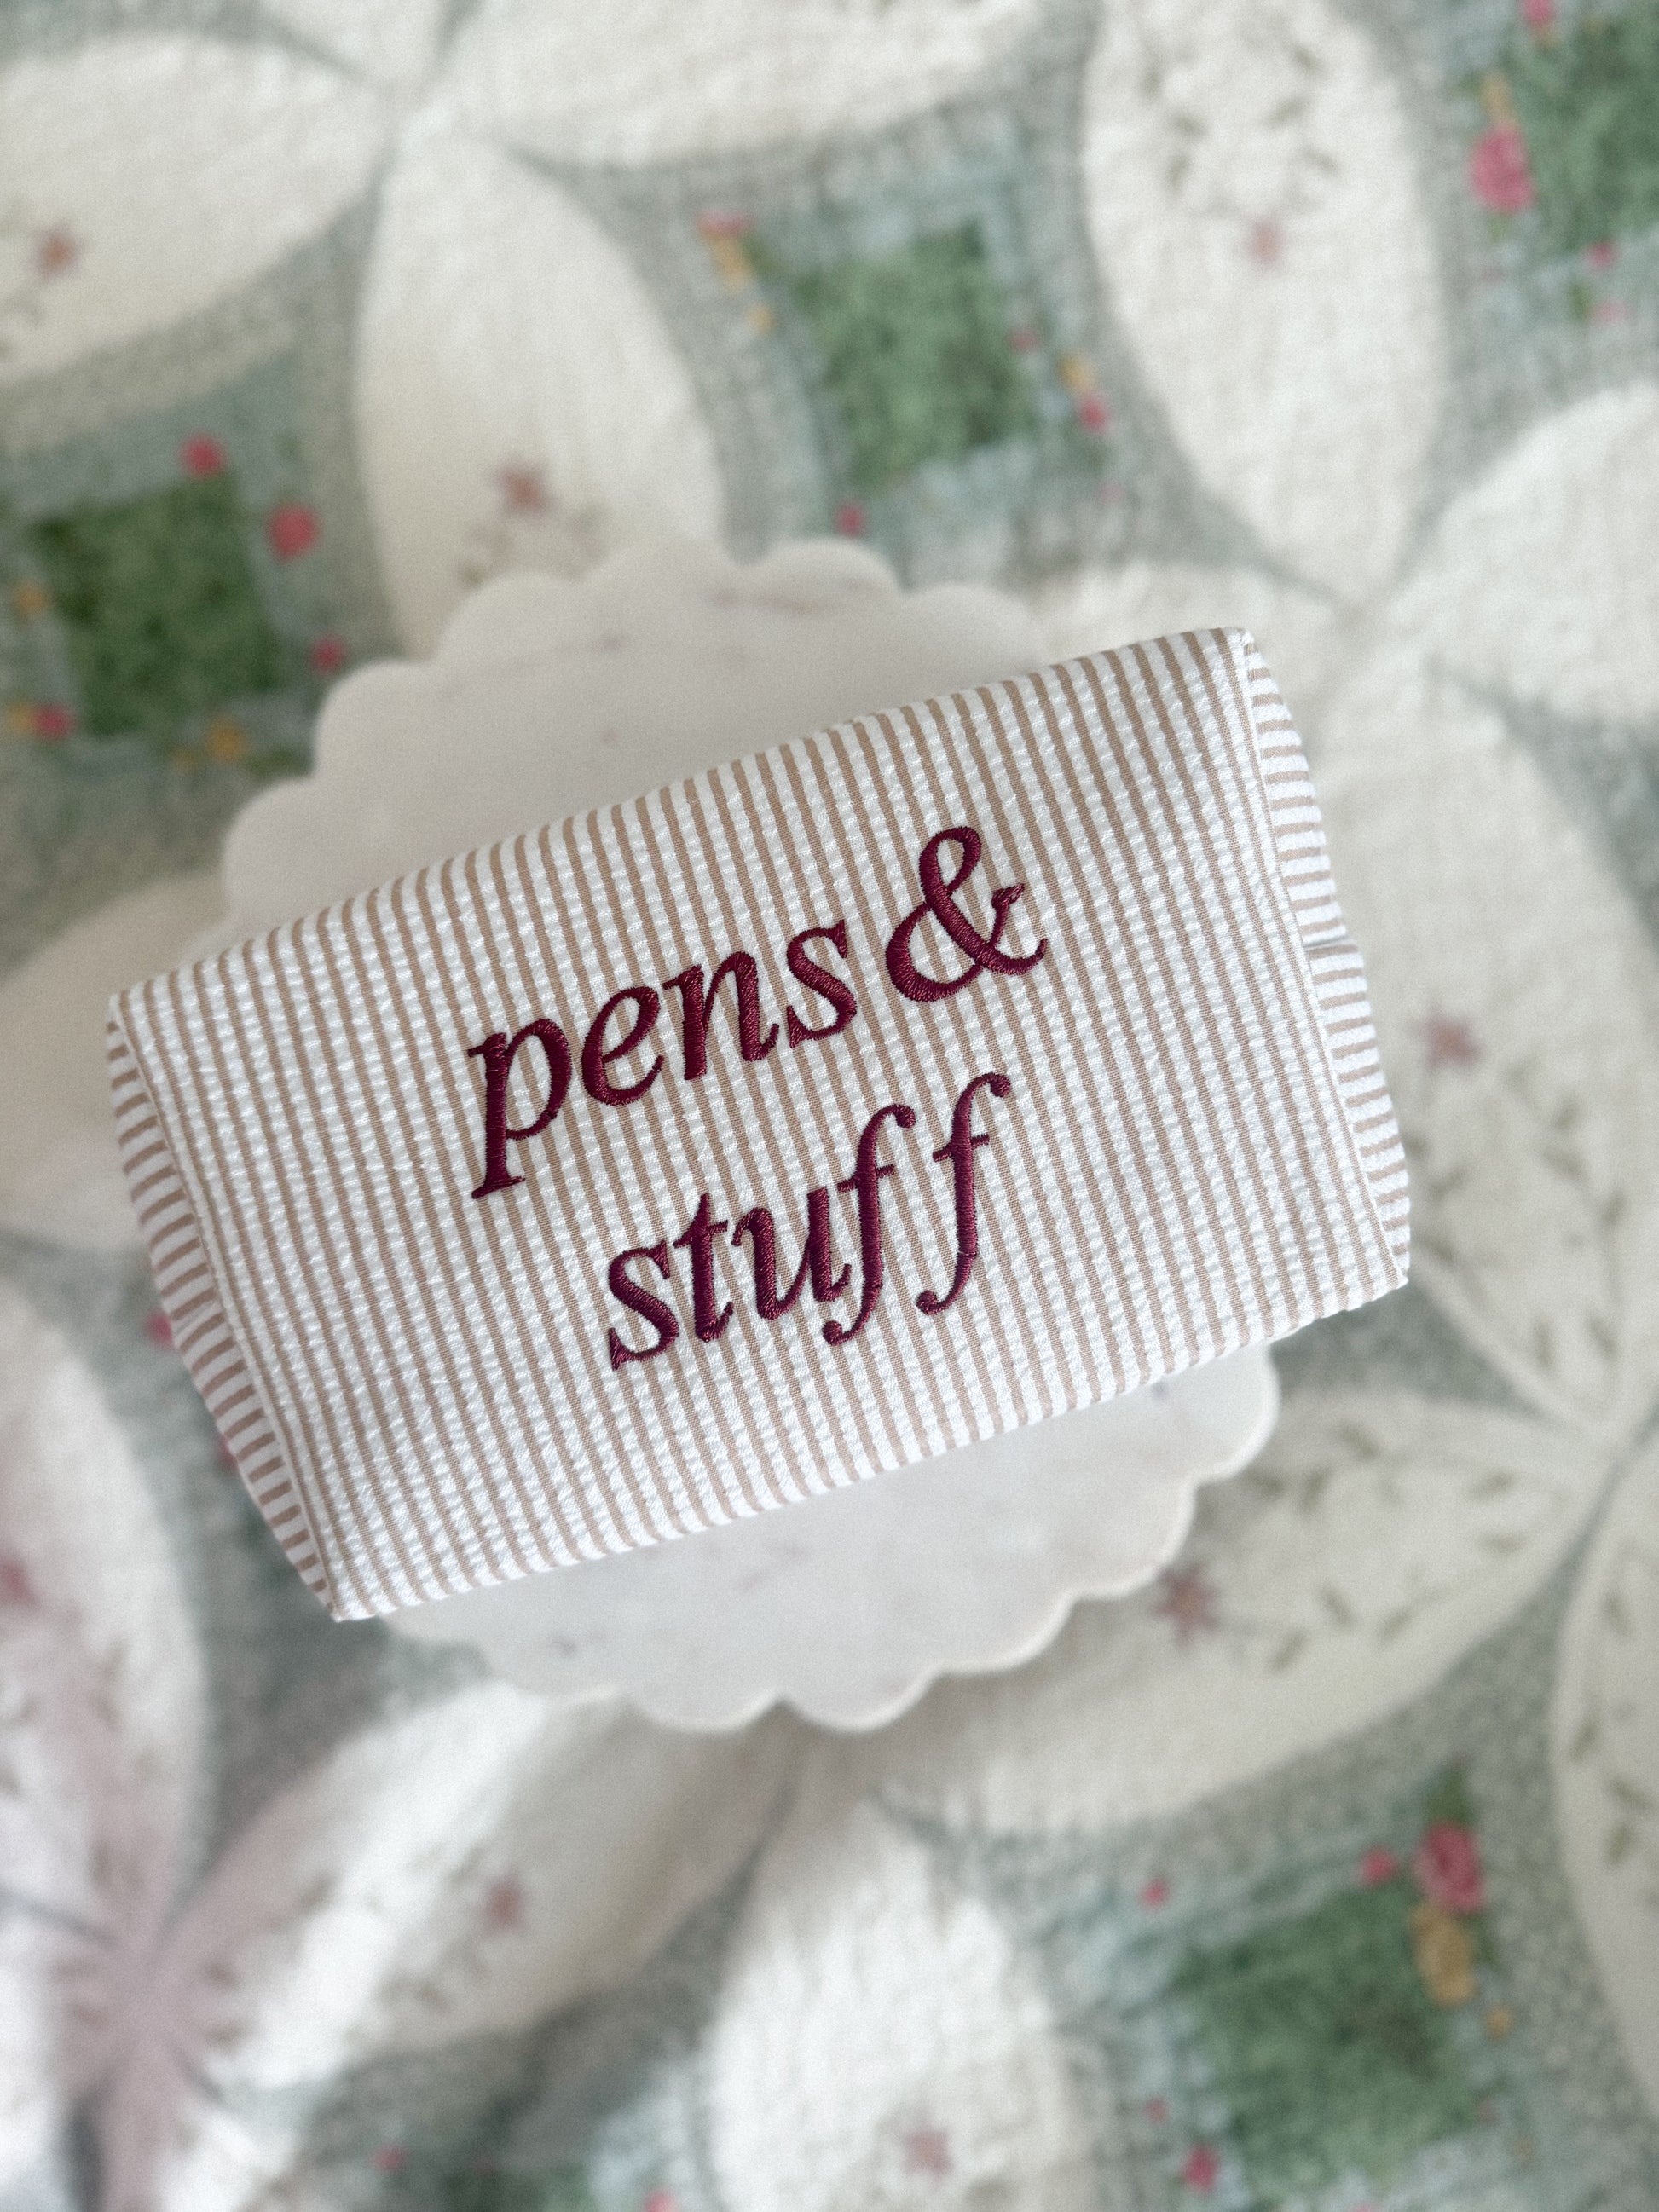 pens &
stuff